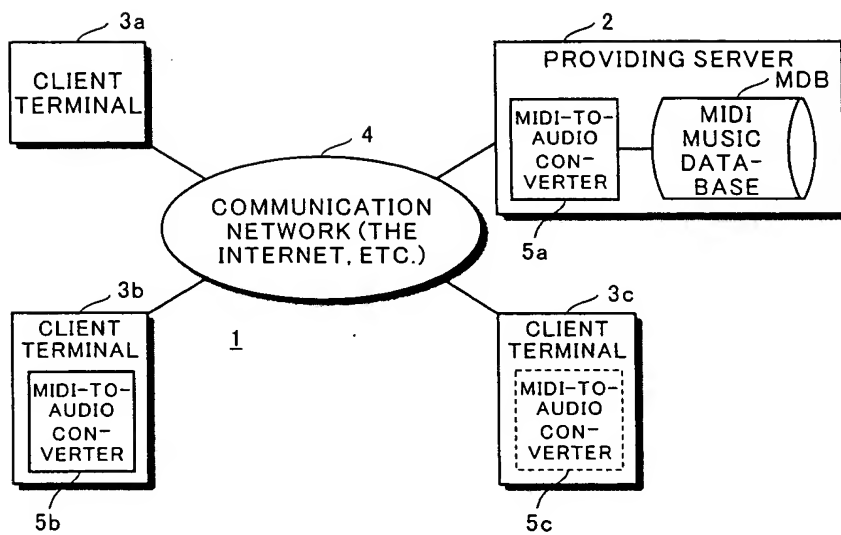 3a
CLIENT
TERMINAL
2
PROVIDING SERVER
MDB
MIDI-TO-
AUDIO
CON-
VERTER
MIDI
MUSIC
DATA-
BASE
5a
4
COMMUNICATION
NETWORK (THE
INTERNET, ETC.)
3b
CLIENT
TERMINAL
MIDI-TO-
AUDIO
CON-
VERTER
5b
1
3c
CLIENT
TERMINAL
MIDI-TO-
AUDIO
CON-
VERTER
5c